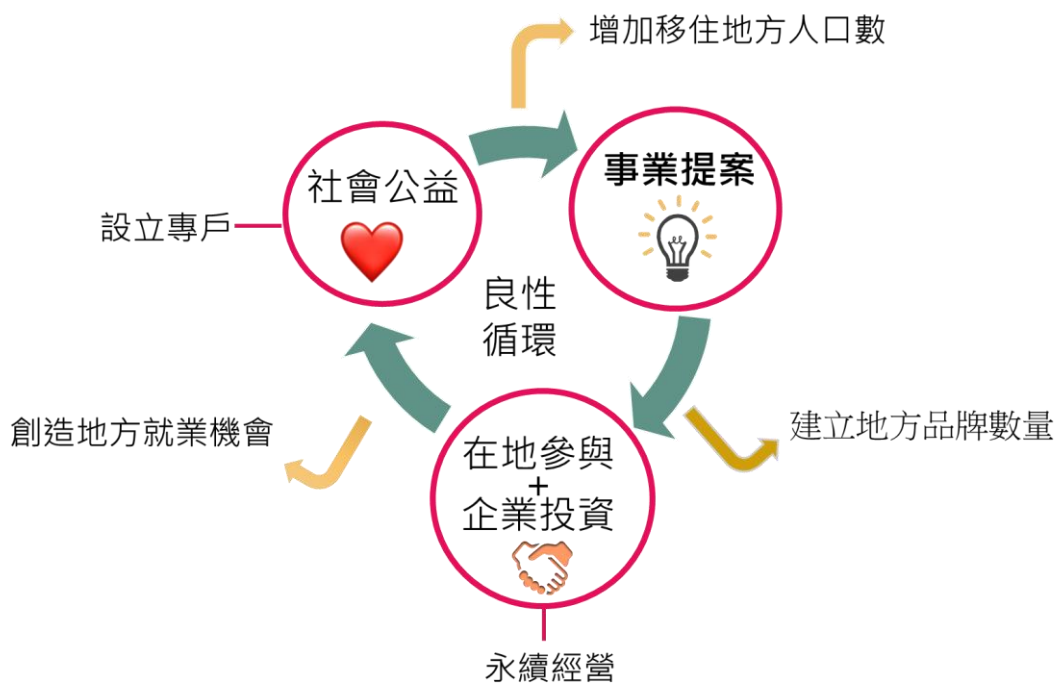 增加移住地方人口數
社會公益
事業提案
設立專戶
良性
循環
創造地方就業機會
在地參與
+
企業投資
建立地方品牌數量
永續經營